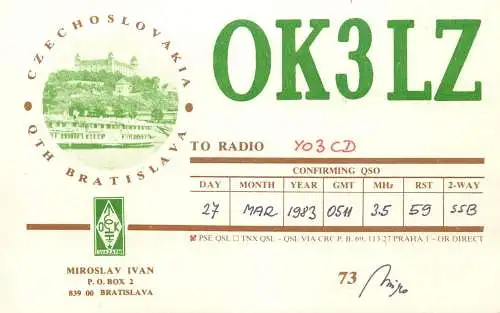 CZECHOSLOVAKIA
• QTH BRATISLAVA •
OK3LZ
TO RADIO YO3CD
CONFIRMING QSO
DAY MONTH YEAR GMT MHz RST 2-WAY
27 MAR 1983 0511 3.5 59 SSB
PSE QSL □ TNX QSL - QSL VIA CRC P. B. 69, 113 27 PRAHA 1 - OR DIRECT
MIROSLAV IVAN
P. O. BOX 2
839 00 BRATISLAVA
73